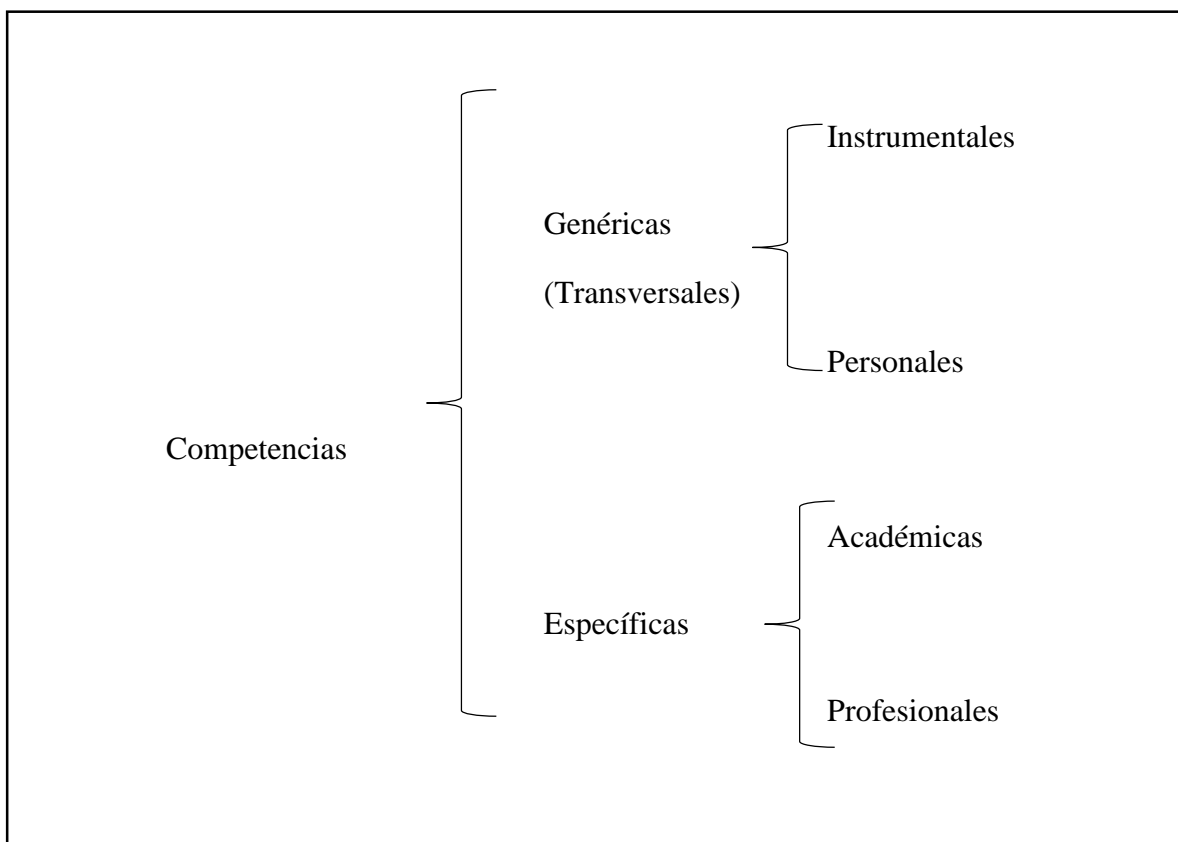 Competencias
Genéricas
(Transversales)
Instrumentales
Personales
Específicas
Académicas
Profesionales